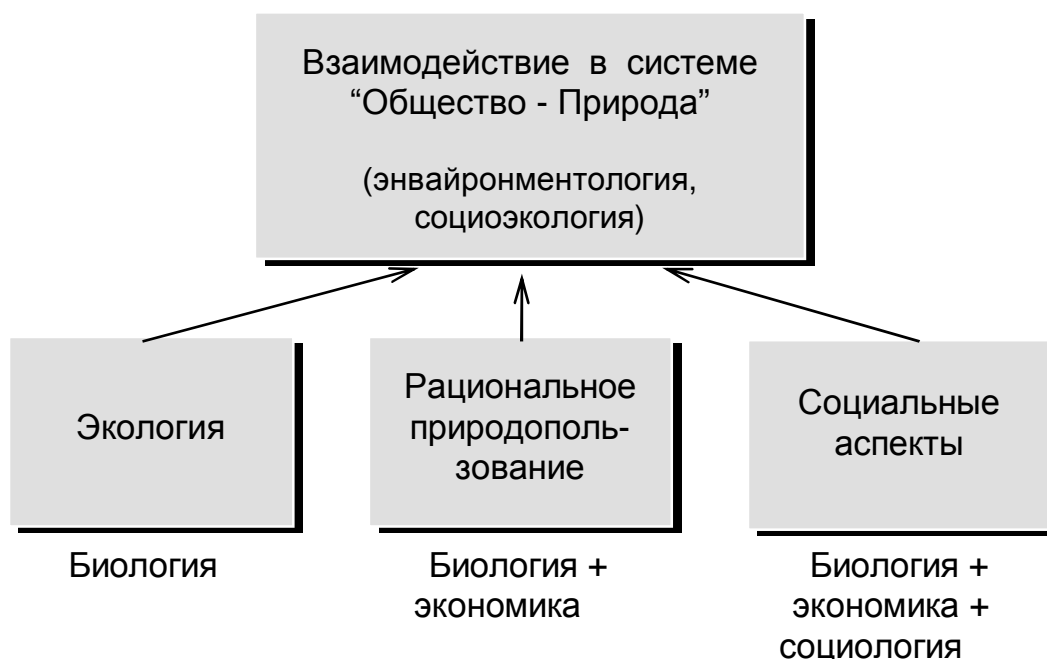 Взаимодействие в системе
“Общество - Природа”
(энвайронментология,
социоэкология)
Экология
Рациональное
природополь-
зование
Социальные
аспекты
Биология
Биология +
экономика
Биология +
экономика +
социология